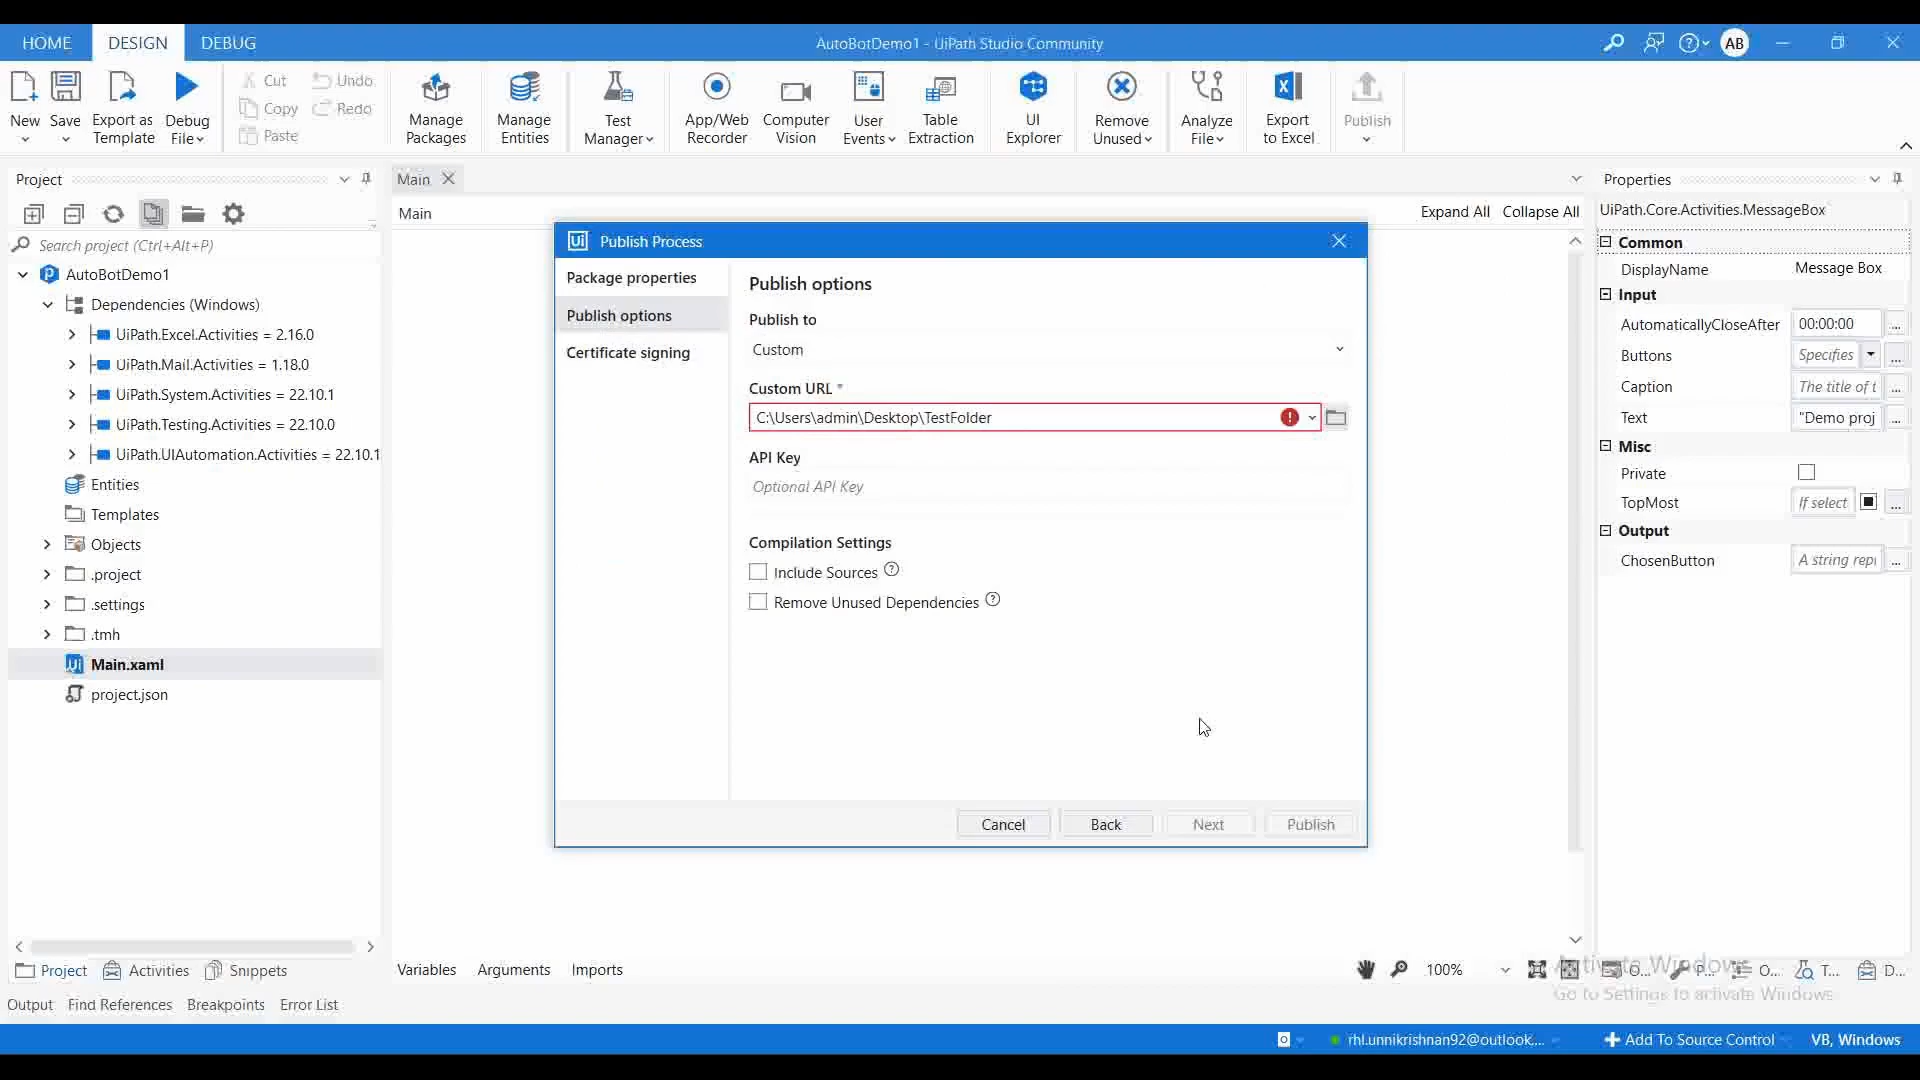 HOME DESIGN DEBUG
AutoBotDemo1 - UiPath Studio Community
AB
New
Save
Export as Template
Debug File
Cut
Copy
Paste
Undo
Redo
Manage Packages
Manage Entities
Test Manager
App/Web Recorder
Computer Vision
User Events
Table Extraction
UI Explorer
Remove Unused
Analyze File
Export to Excel
Publish
Project
Search project (Ctrl+Alt+P)
AutoBotDemo1
Dependencies (Windows)
UiPath.Excel.Activities = 2.16.0
UiPath.Mail.Activities = 1.18.0
UiPath.System.Activities = 22.10.1
UiPath.Testing.Activities = 22.10.0
UiPath.UIAutomation.Activities = 22.10.1
Entities
Templates
Objects
.project
.settings
.tmh
Main.xaml
project.json
Project Activities Snippets
Output Find References Breakpoints Error List
Main
Main
Expand All Collapse All
Ui Publish Process
Package properties
Publish options
Certificate signing
Publish options
Publish to
Custom
Custom URL *
C:\Users\admin\Desktop\TestFolder
API Key
Optional API Key
Compilation Settings
Include Sources
Remove Unused Dependencies
Cancel Back Next Publish
Variables Arguments Imports
100%
Properties
UiPath.Core.Activities.MessageBox
Common
DisplayName Message Box
Input
AutomaticallyCloseAfter 00:00:00 ...
Buttons Specifies ...
Caption The title of t ...
Text "Demo proj ...
Misc
Private
TopMost If select ...
Output
ChosenButton A string repr ...
O... P... O... T... D...
Activate Windows
Go to Settings to activate Windows.
rhl.unnikrishnan92@outlook.... Add To Source Control VB, Windows